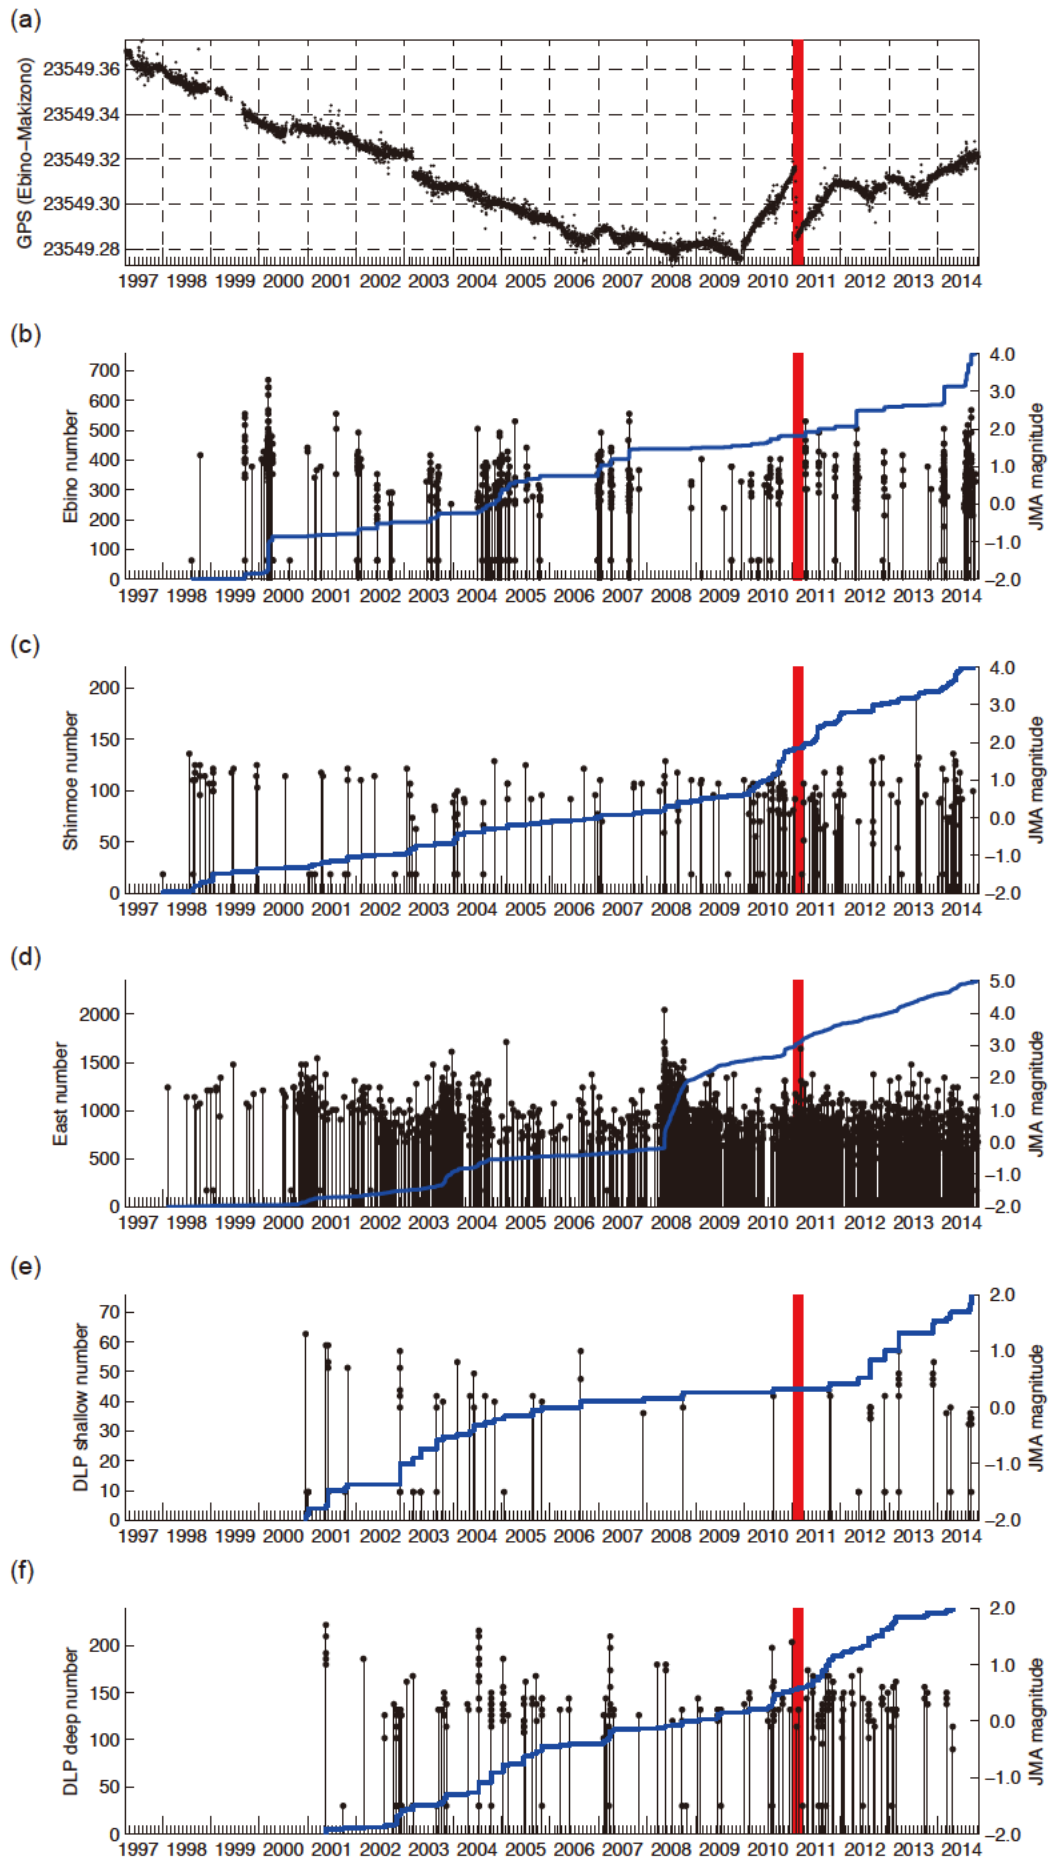 (a)
23549.36
23549.34
23549.32
23549.30
23549.28
GPS (Ebino–Makizono)
1997 1998 1999 2000 2001 2002 2003 2004 2005 2006 2007 2008 2009 2010 2011 2012 2013 2014
(b)
700
600
500
400
300
200
100
0
Ebino number
4.0
3.0
2.0
1.0
0.0
−1.0
−2.0
JMA magnitude
1997 1998 1999 2000 2001 2002 2003 2004 2005 2006 2007 2008 2009 2010 2011 2012 2013 2014
(c)
200
150
100
50
0
Shinmoe number
4.0
3.0
2.0
1.0
0.0
−1.0
−2.0
JMA magnitude
1997 1998 1999 2000 2001 2002 2003 2004 2005 2006 2007 2008 2009 2010 2011 2012 2013 2014
(d)
2000
1500
1000
500
0
East number
5.0
4.0
3.0
2.0
1.0
0.0
−1.0
−2.0
JMA magnitude
1997 1998 1999 2000 2001 2002 2003 2004 2005 2006 2007 2008 2009 2010 2011 2012 2013 2014
(e)
70
60
50
40
30
20
10
0
DLP shallow number
2.0
1.0
0.0
−1.0
−2.0
JMA magnitude
1997 1998 1999 2000 2001 2002 2003 2004 2005 2006 2007 2008 2009 2010 2011 2012 2013 2014
(f)
200
150
100
50
0
DLP deep number
2.0
1.0
0.0
−1.0
−2.0
JMA magnitude
1997 1998 1999 2000 2001 2002 2003 2004 2005 2006 2007 2008 2009 2010 2011 2012 2013 2014